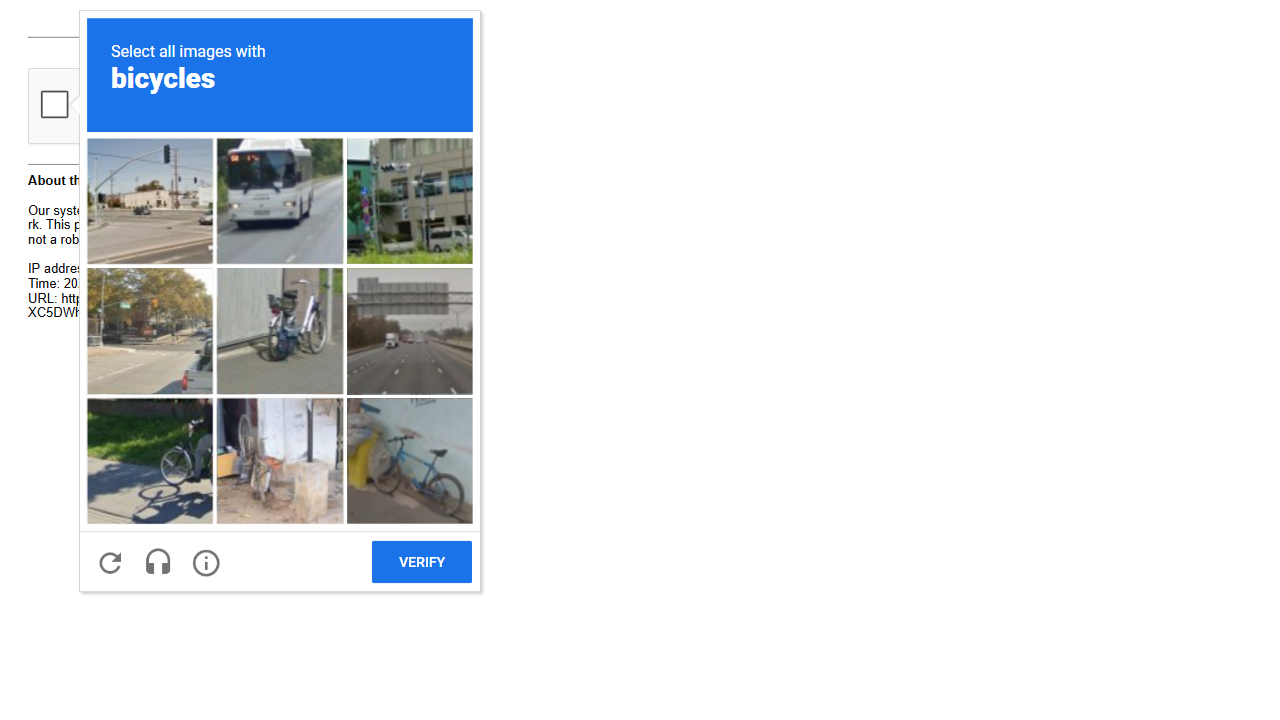 Select all images with
bicycles
About th
Our syste
rk. This p
not a rob
IP addres
Time: 20
URL: http
XC5DWh
VERIFY